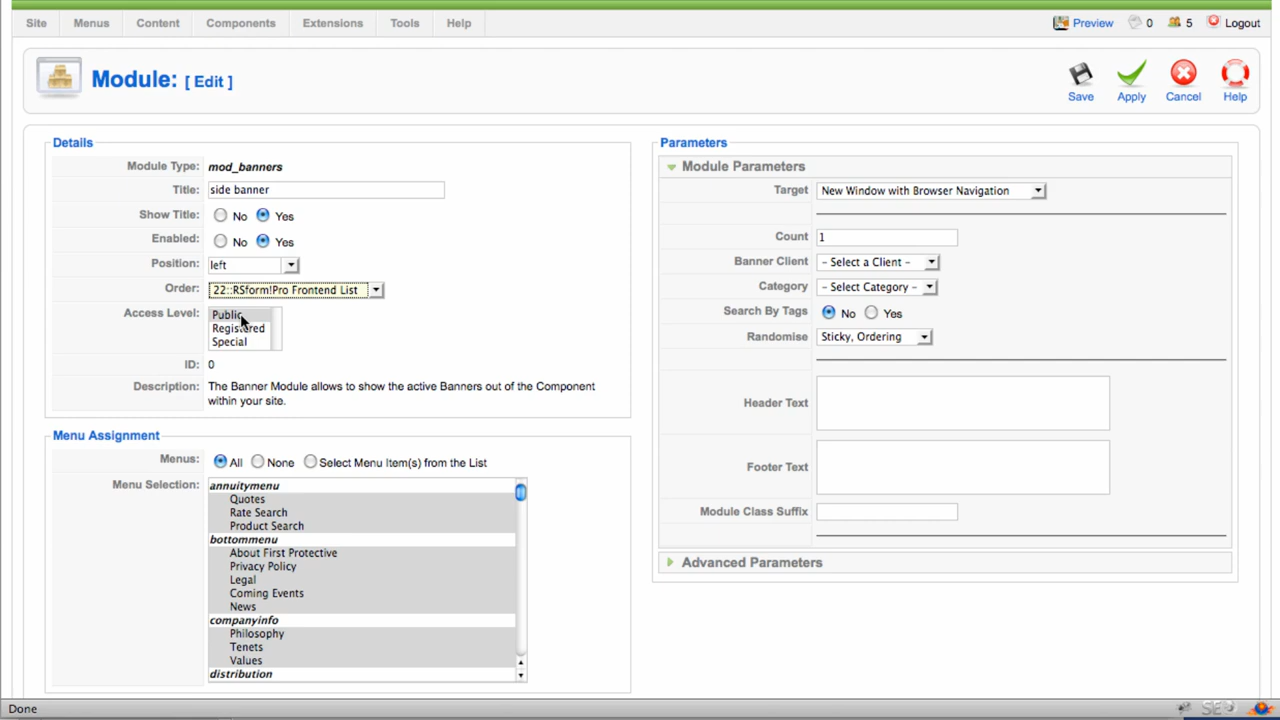 Site Menus Content Components Extensions Tools Help Preview 0 5 Logout
Module: [ Edit ]
Save Apply Cancel Help
Details
Module Type: mod_banners
Title: side banner
Show Title: No Yes
Enabled: No Yes
Position: left
Order: 22::RSform!Pro Frontend List
Access Level: Public
Registered
Special
ID: 0
Description: The Banner Module allows to show the active Banners out of the Component
within your site.
Menu Assignment
Menus: All None Select Menu Item(s) from the List
Menu Selection: annuitymenu
Quotes
Rate Search
Product Search
bottommenu
About First Protective
Privacy Policy
Legal
Coming Events
News
companyinfo
Philosophy
Tenets
Values
distribution
Parameters
Module Parameters
Target New Window with Browser Navigation
Count 1
Banner Client - Select a Client -
Category - Select Category -
Search By Tags No Yes
Randomise Sticky, Ordering
Header Text
Footer Text
Module Class Suffix
Advanced Parameters
Done